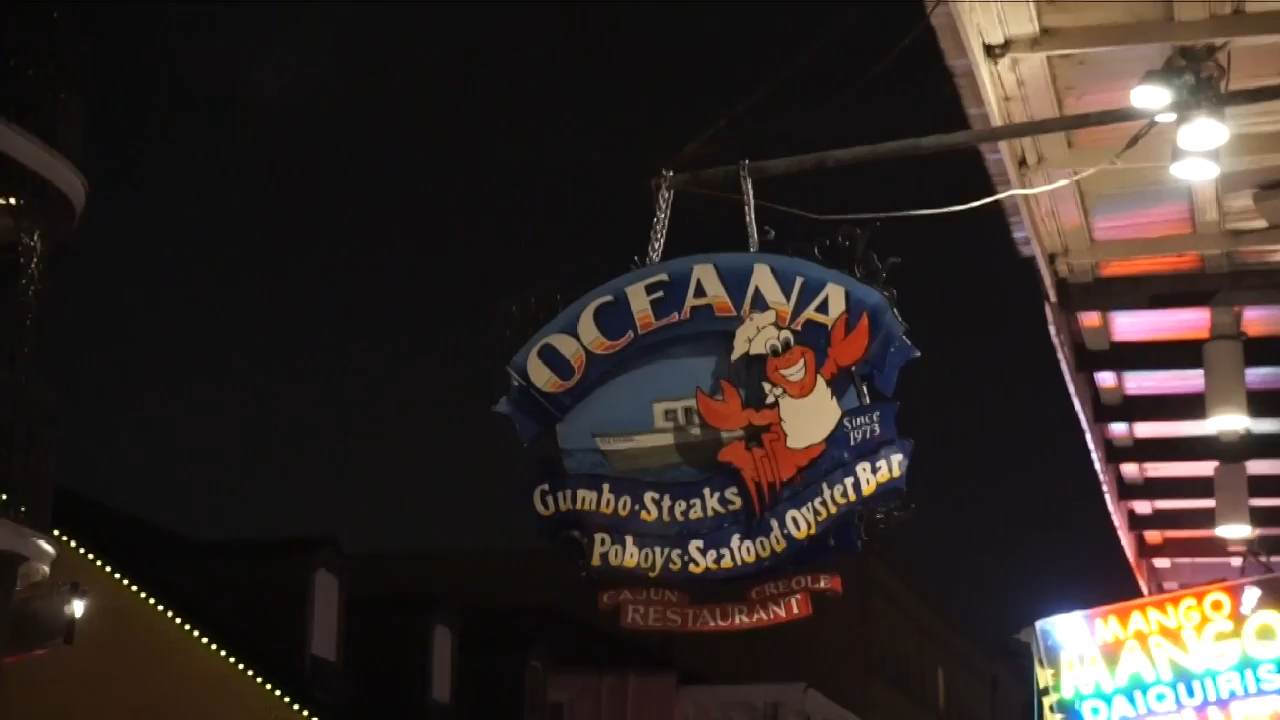 OCEANA
Since
1973
Gumbo·Steaks
Poboys·Seafood·Oyster Bar
CAJUN CREOLE
RESTAURANT
MANGO
MANGO
DAIQUIRIS